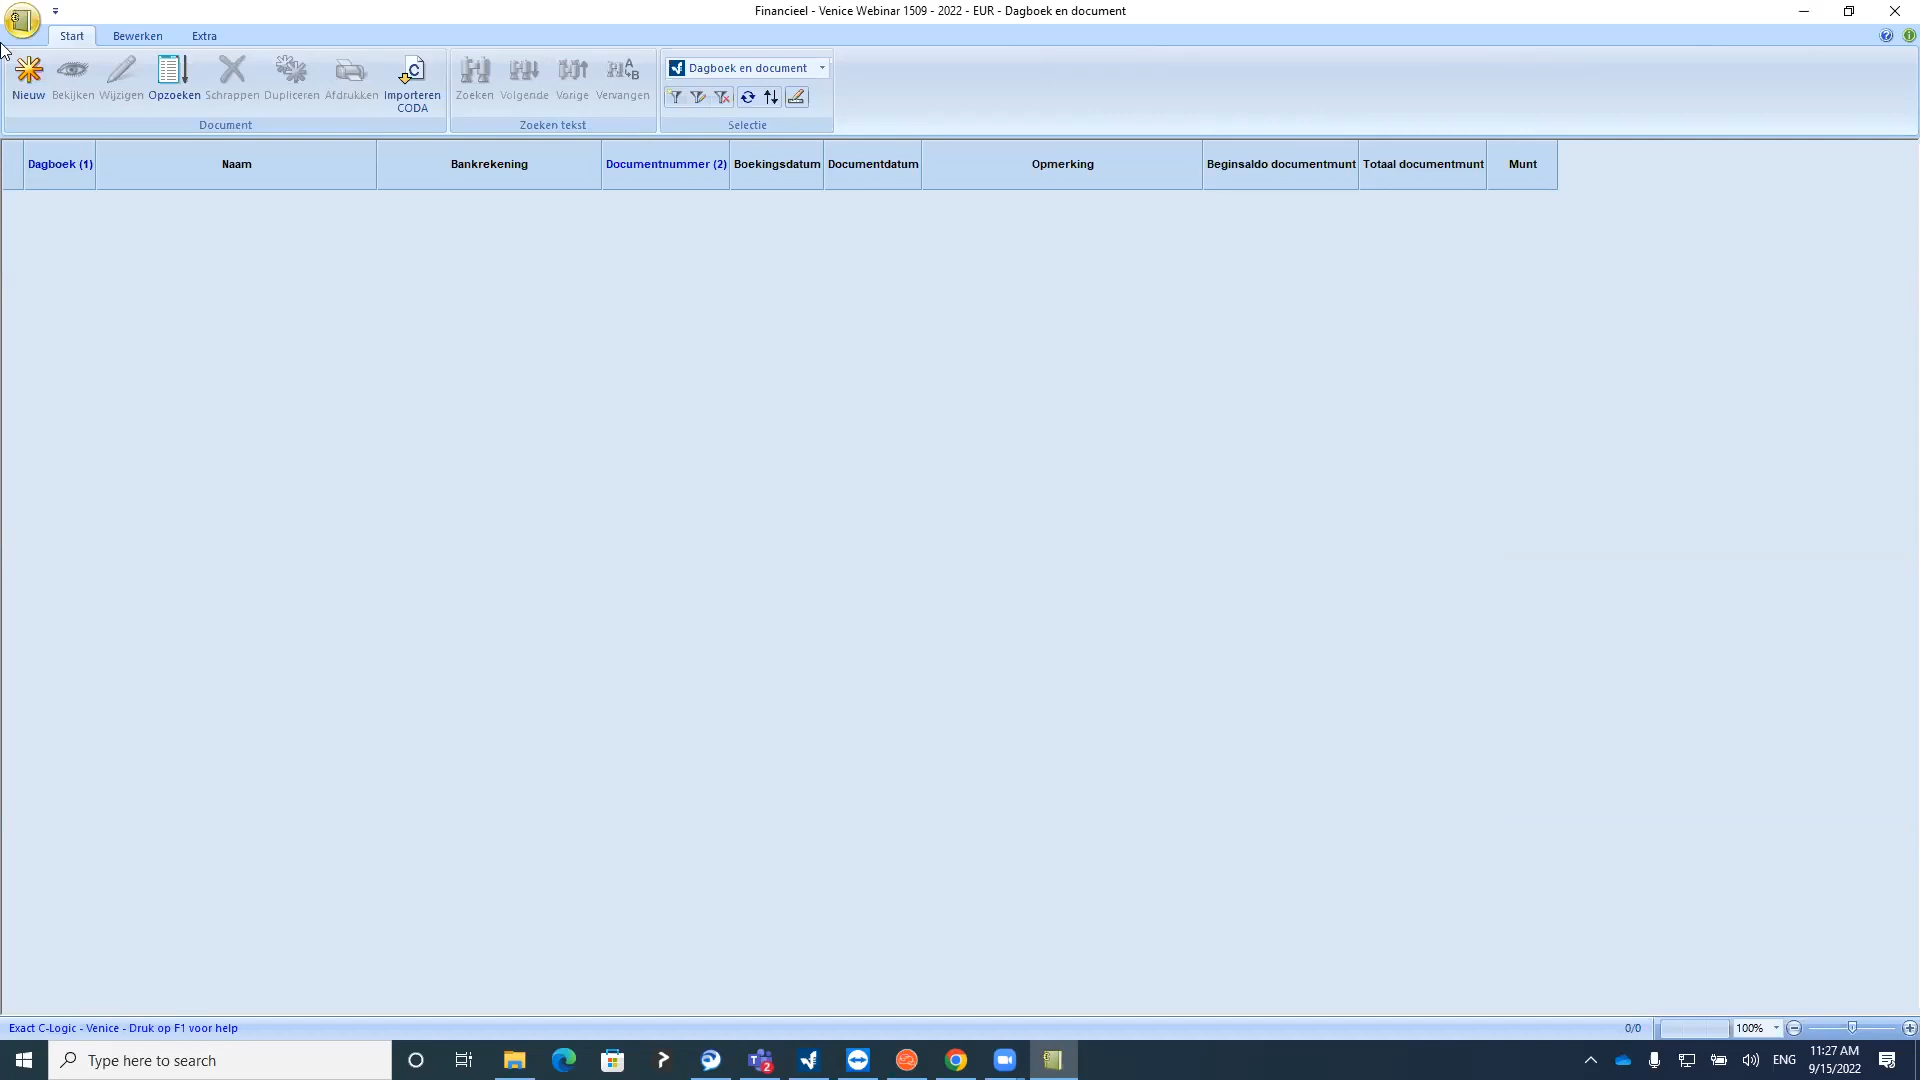 Financieel - Venice Webinar 1509 - 2022 - EUR - Dagboek en document
Start Bewerken Extra
Nieuw Bekijken Wijzigen Opzoeken Schrappen Dupliceren Afdrukken Importeren CODA
Zoeken Volgende Vorige Vervangen
Dagboek en document
Document Zoeken tekst Selectie
Dagboek (1) Naam Bankrekening Documentnummer (2) Boekingsdatum Documentdatum Opmerking Beginsaldo documentmunt Totaal documentmunt Munt
Exact C-Logic - Venice - Druk op F1 voor help 0/0 100%
Type here to search
2
ENG
11:27 AM
9/15/2022